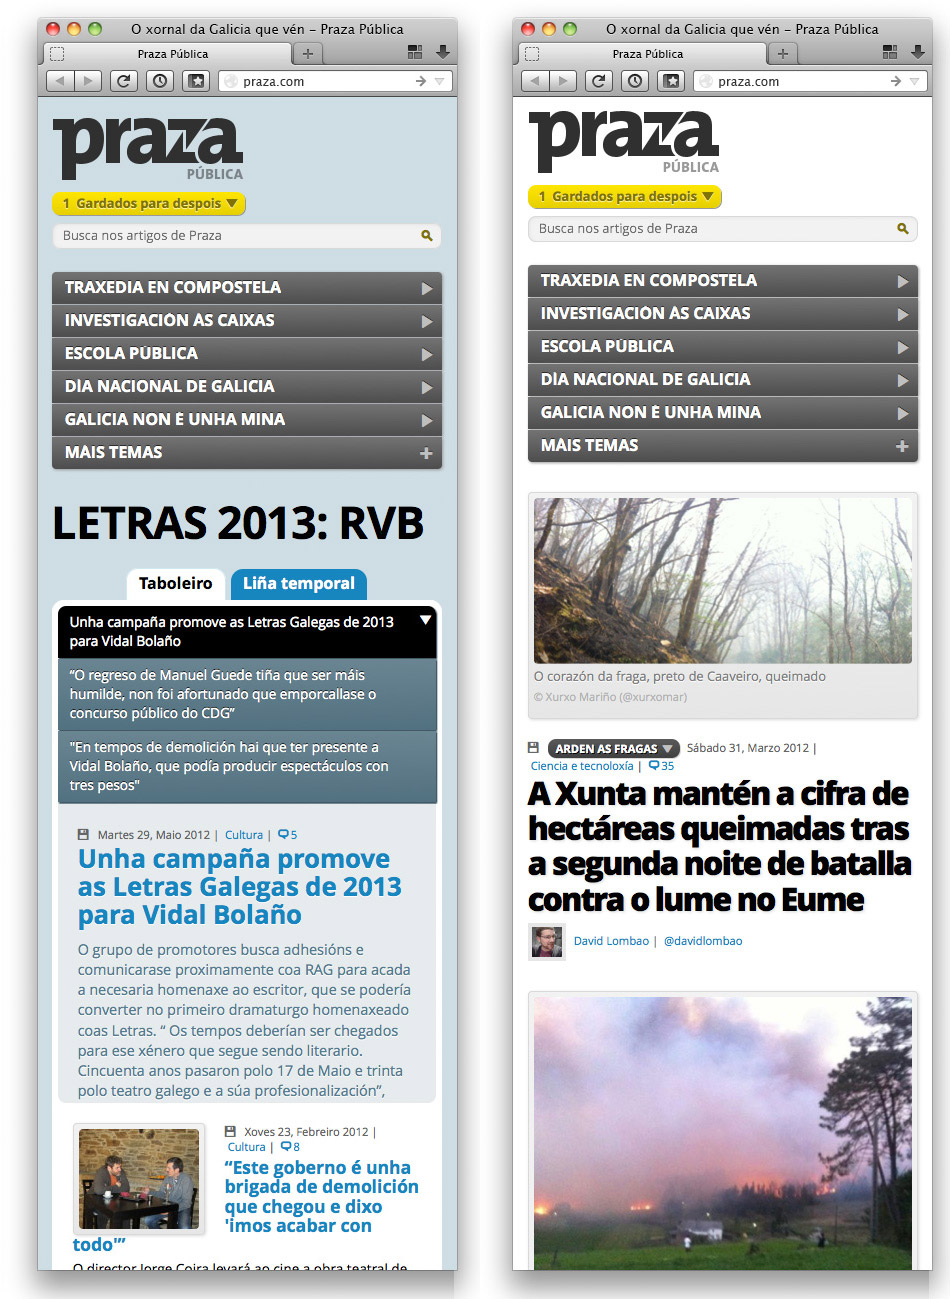 O xornal da Galicia que vén – Praza Pública
Praza Pública
praza.com
praza
PÚBLICA
1 Gardados para despois
Busca nos artigos de Praza
TRAXEDIA EN COMPOSTELA
INVESTIGACIÓN ÁS CAIXAS
ESCOLA PÚBLICA
DÍA NACIONAL DE GALICIA
GALICIA NON É UNHA MINA
MÁIS TEMAS
LETRAS 2013: RVB
Taboleiro
Liña temporal
Unha campaña promove as Letras Galegas de 2013
para Vidal Bolaño
“O regreso de Manuel Guede tiña que ser máis
humilde, non foi afortunado que emporcallase o
concurso público do CDG”
"En tempos de demolición hai que ter presente a
Vidal Bolaño, que podía producir espectáculos con
tres pesos"
Martes 29, Maio 2012 | Cultura | 5
Unha campaña promove
as Letras Galegas de 2013
para Vidal Bolaño
O grupo de promotores busca adhesións e
comunicarase proximamente coa RAG para acada
a necesaria homenaxe ao escritor, que se podería
converter no primeiro dramaturgo homenaxeado
coas Letras. “ Os tempos deberían ser chegados
para ese xénero que segue sendo literario.
Cincuenta anos pasaron polo 17 de Maio e trinta
polo teatro galego e a súa profesionalización”,
Xoves 23, Febreiro 2012 |
Cultura | 8
“Este goberno é unha
brigada de demolición
que chegou e dixo
'imos acabar con
todo'”
O director Jorge Coira levará ao cine a obra teatral de
O xornal da Galicia que vén – Praza Pública
Praza Pública
praza.com
praza
PÚBLICA
1 Gardados para despois
Busca nos artigos de Praza
TRAXEDIA EN COMPOSTELA
INVESTIGACIÓN ÁS CAIXAS
ESCOLA PÚBLICA
DÍA NACIONAL DE GALICIA
GALICIA NON É UNHA MINA
MÁIS TEMAS
O corazón da fraga, preto de Caaveiro, queimado
© Xurxo Mariño (@xurxomar)
ARDEN AS FRAGAS Sábado 31, Marzo 2012 |
Ciencia e tecnoloxía | 35
A Xunta mantén a cifra de
hectáreas queimadas tras
a segunda noite de batalla
contra o lume no Eume
David Lombao | @davidlombao